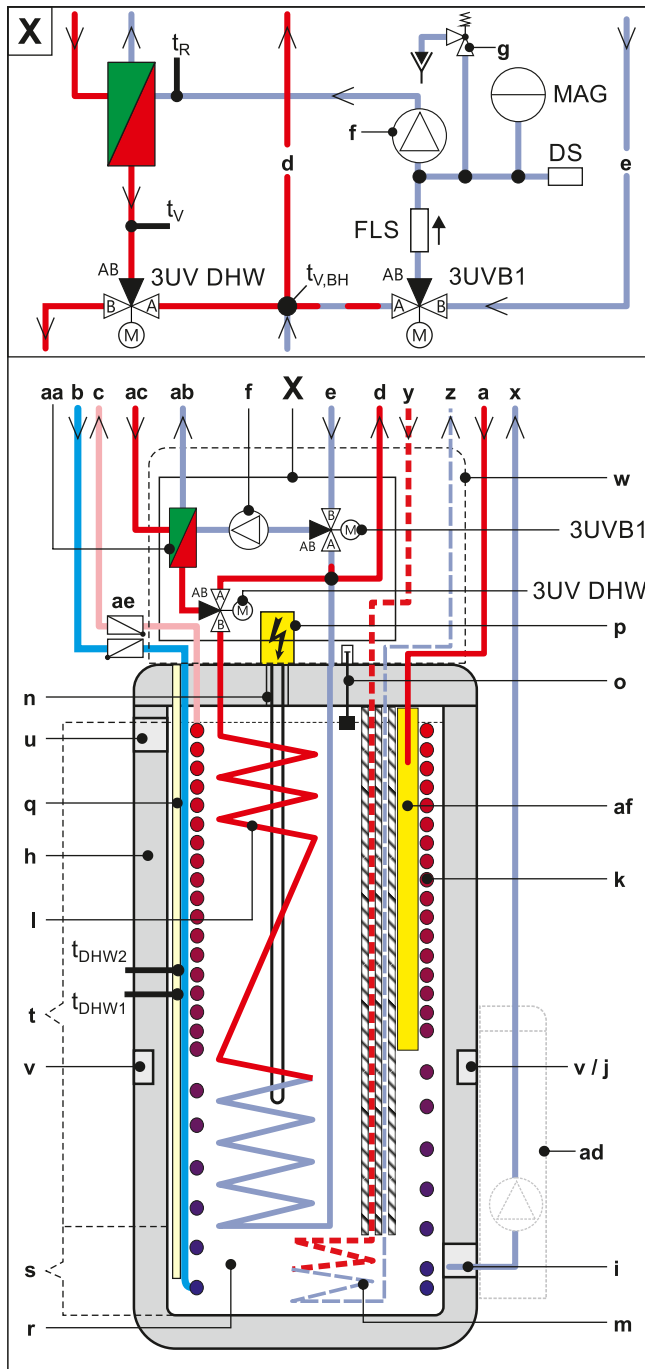 X
tR
g
MAG
f
d
DS
e
tV
FLS
AB
3UV DHW
tV,BH
AB
3UVB1
B
A
A
B
M
M
aa
b
c
ac
ab
f
X
e
d
y
z
a
x
w
B
M
AB
A
3UVB1
AB
A
M
B
3UV DHW
ae
p
n
o
u
q
af
h
k
l
tDHW2
tDHW1
t
v
v / j
ad
s
i
r
m